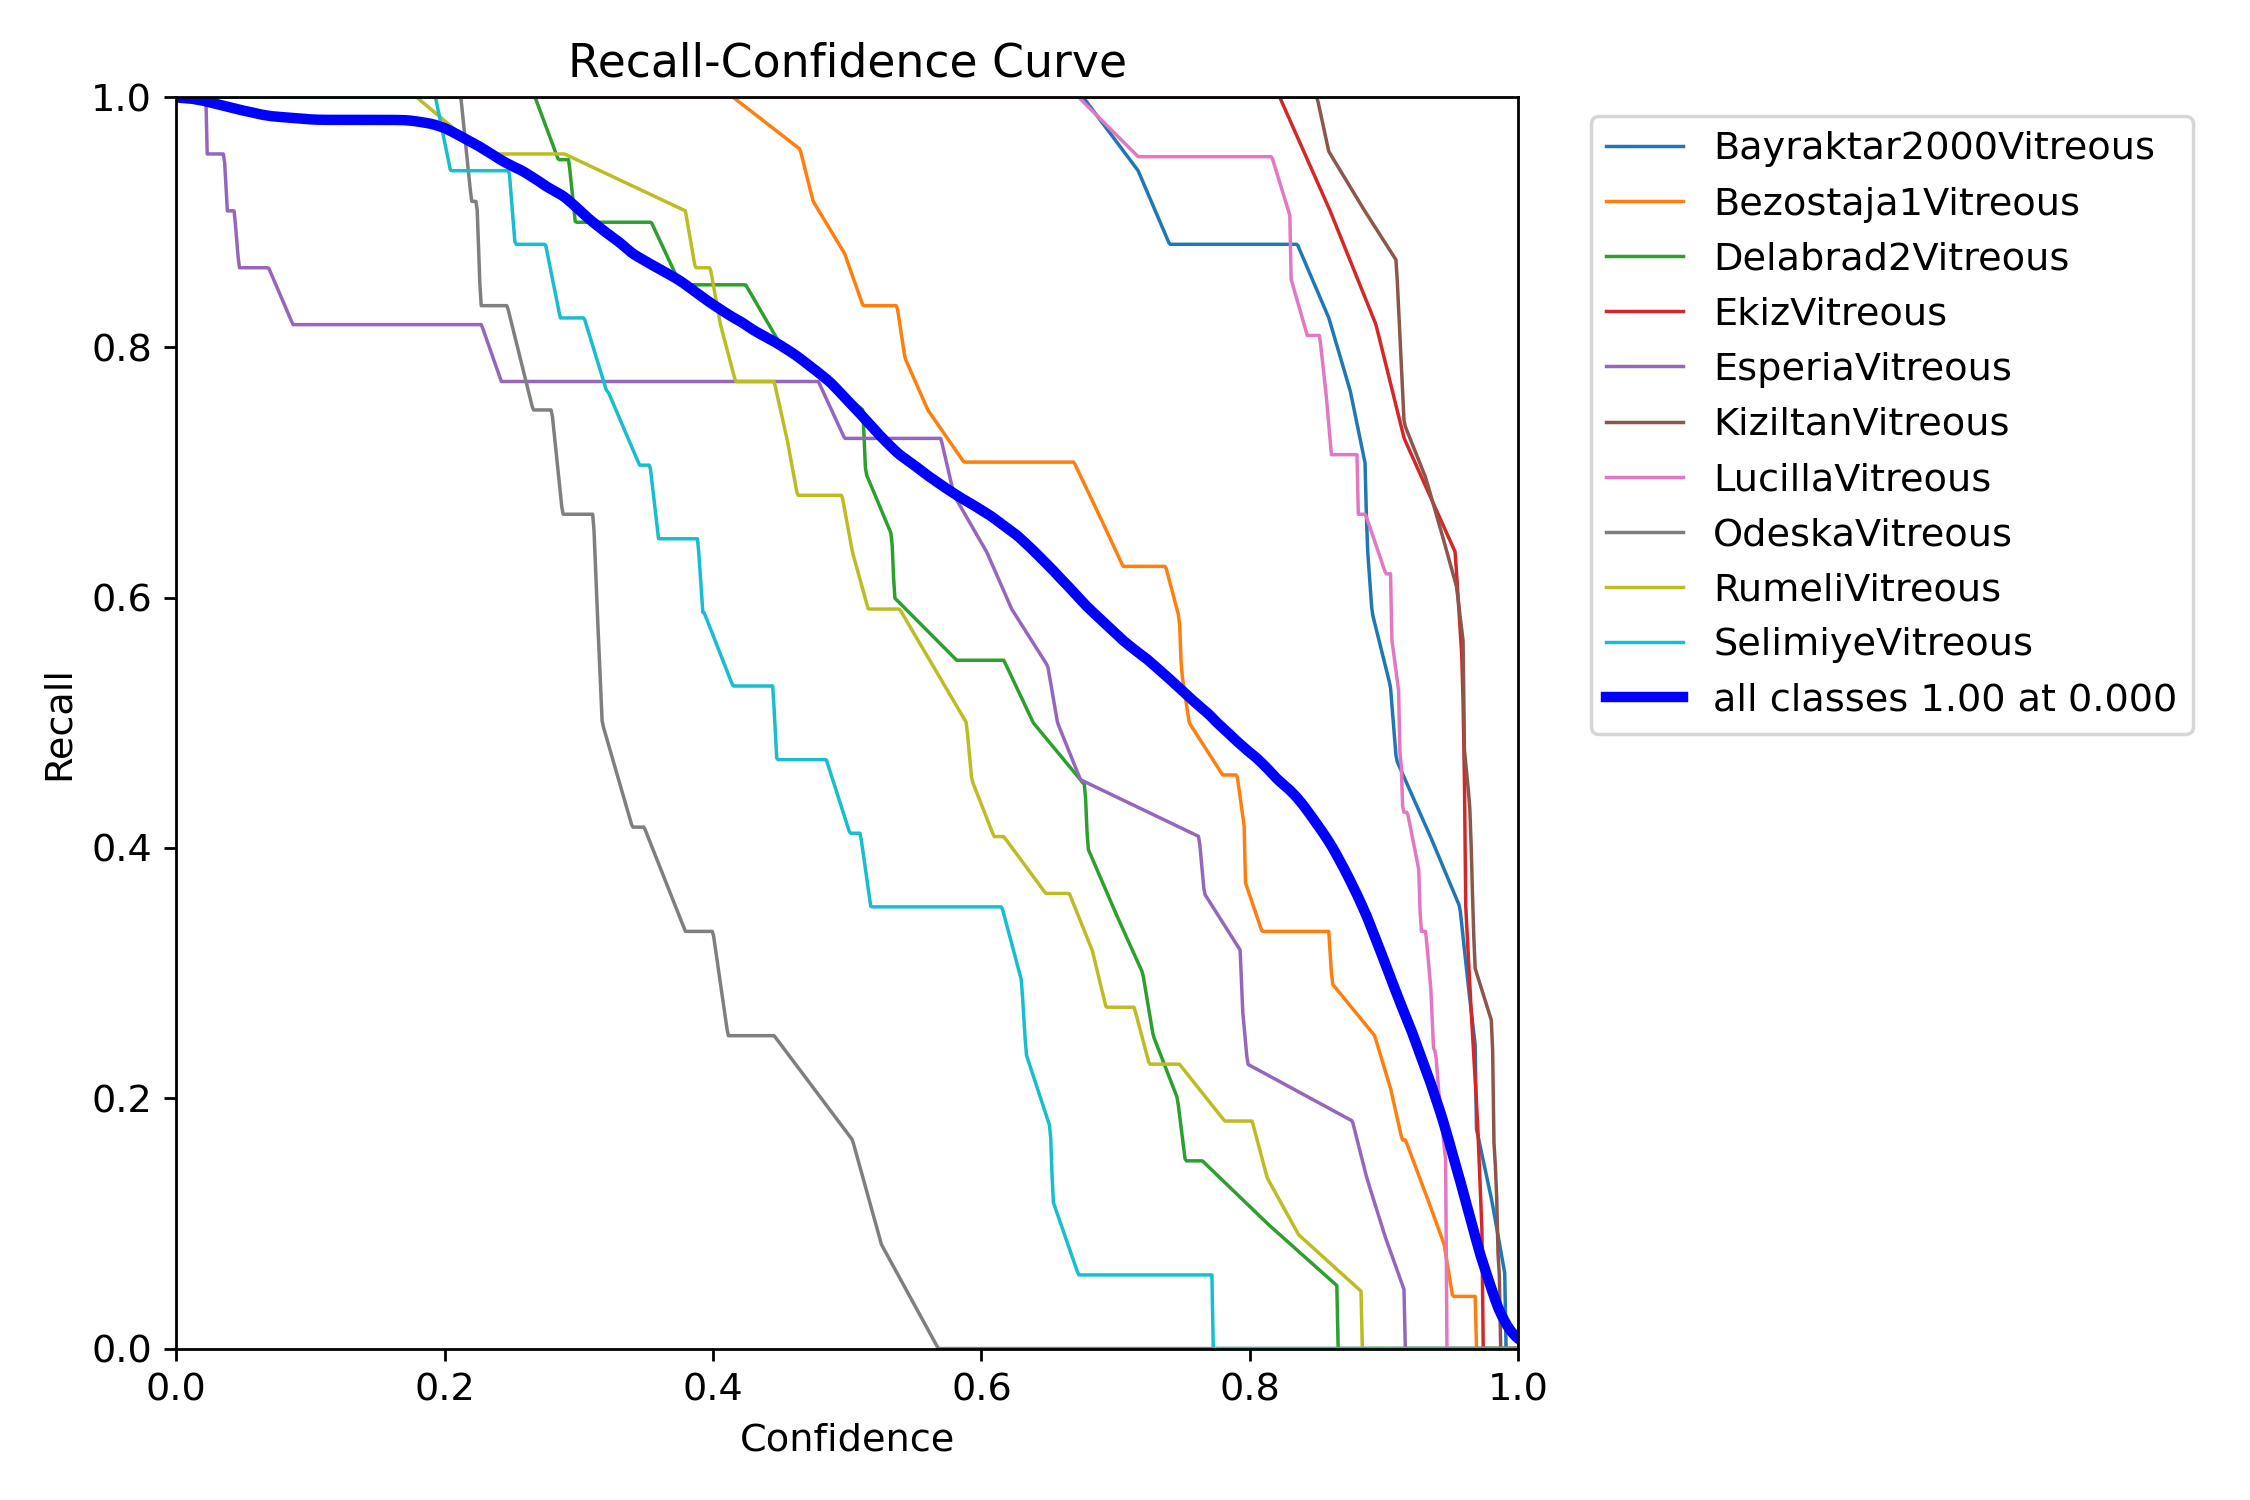 Recall-Confidence Curve
1.0
0.8
0.6
0.4
0.2
0.0
Recall
0.0 0.2 0.4 0.6 0.8 1.0
Confidence
Bayraktar2000Vitreous
Bezostaja1Vitreous
Delabrad2Vitreous
EkizVitreous
EsperiaVitreous
KiziltanVitreous
LucillaVitreous
OdeskaVitreous
RumeliVitreous
SelimiyeVitreous
all classes 1.00 at 0.000